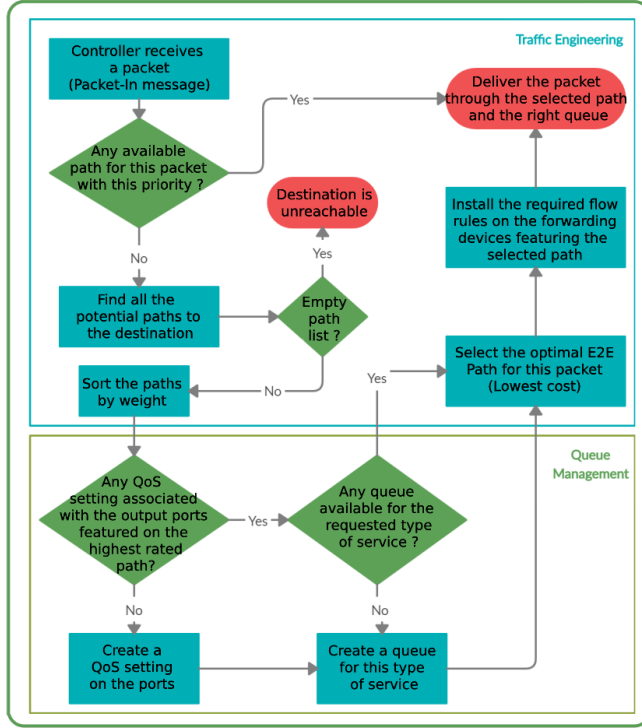 Traffic Engineering
Controller receives
a packet
(Packet-In message)
Yes
Deliver the packet
through the selected path
and the right queue
Any available
path for this packet
with this priority ?
Destination is
unreachable
Install the required flow
rules on the forwarding
devices featuring the
selected path
No
Yes
Find all the
potential paths to
the destination
Empty
path
list ?
Select the optimal E2E
Path for this packet
(Lowest cost)
Sort the paths
by weight
No
Yes
Queue
Management
Any QoS
setting associated
with the output ports
featured on the
highest rated
path?
Yes
Any queue
available for the
requested type
of service ?
No
No
Create a
QoS setting
on the ports
Create a queue
for this type
of service